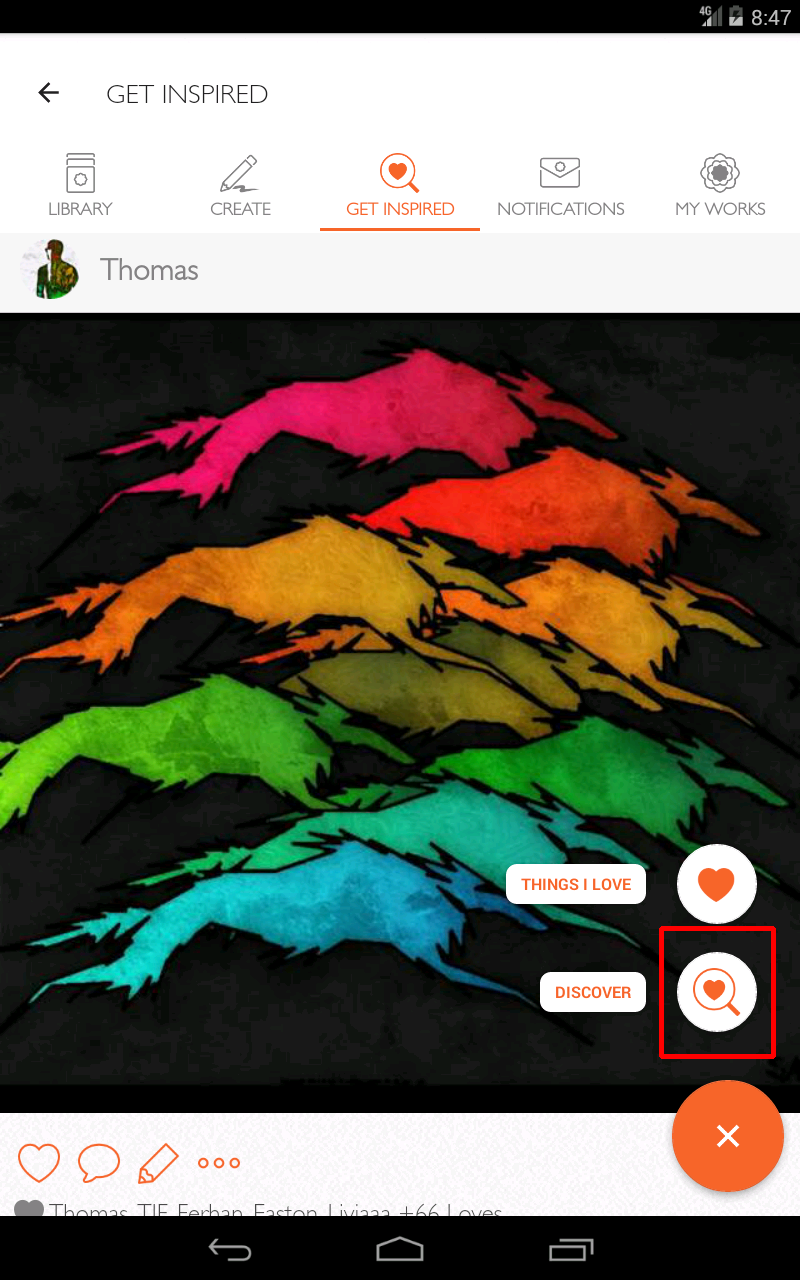 4G 8:47
GET INSPIRED
LIBRARY CREATE GET INSPIRED NOTIFICATIONS MY WORKS
Thomas
THINGS I LOVE
DISCOVER
Thomas, TJF, Ferhan, Easton, Liviaaa +66 Loves